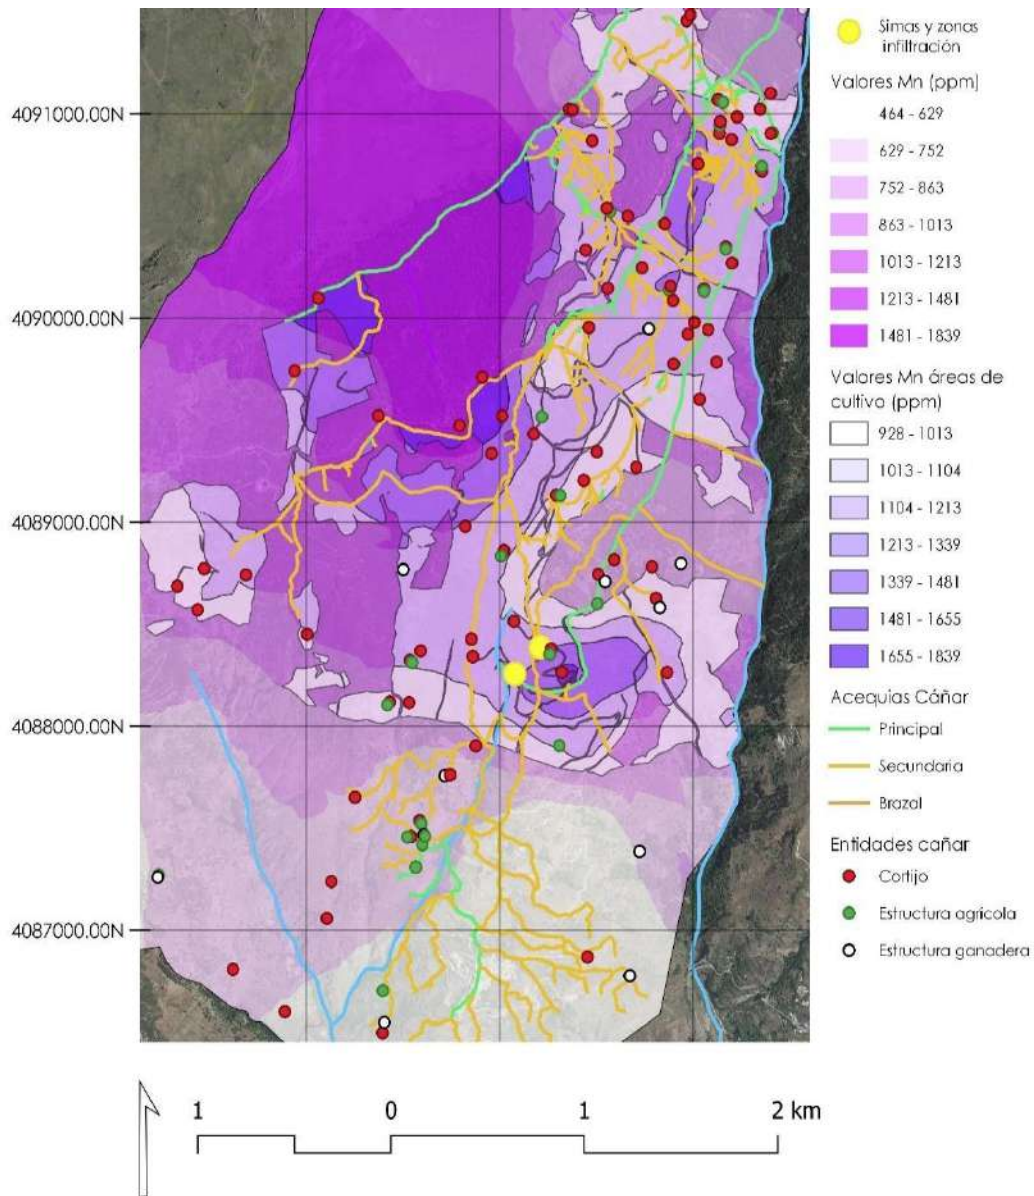 Simas y zonas
infiltración
Valores Mn (ppm)
464 - 629
629 - 752
752 - 863
863 - 1013
1013 - 1213
1213 - 1481
1481 - 1839
Valores Mn áreas de
cultivo (ppm)
928 - 1013
1013 - 1104
1104 - 1213
1213 - 1339
1339 - 1481
1481 - 1655
1655 - 1839
Acequias Cáñar
Principal
Secundaria
Brazal
Entidades cañar
Cortijo
Estructura agrícola
Estructura ganadera
4091000.00N
4090000.00N
4089000.00N
4088000.00N
4087000.00N
1 0 1 2 km